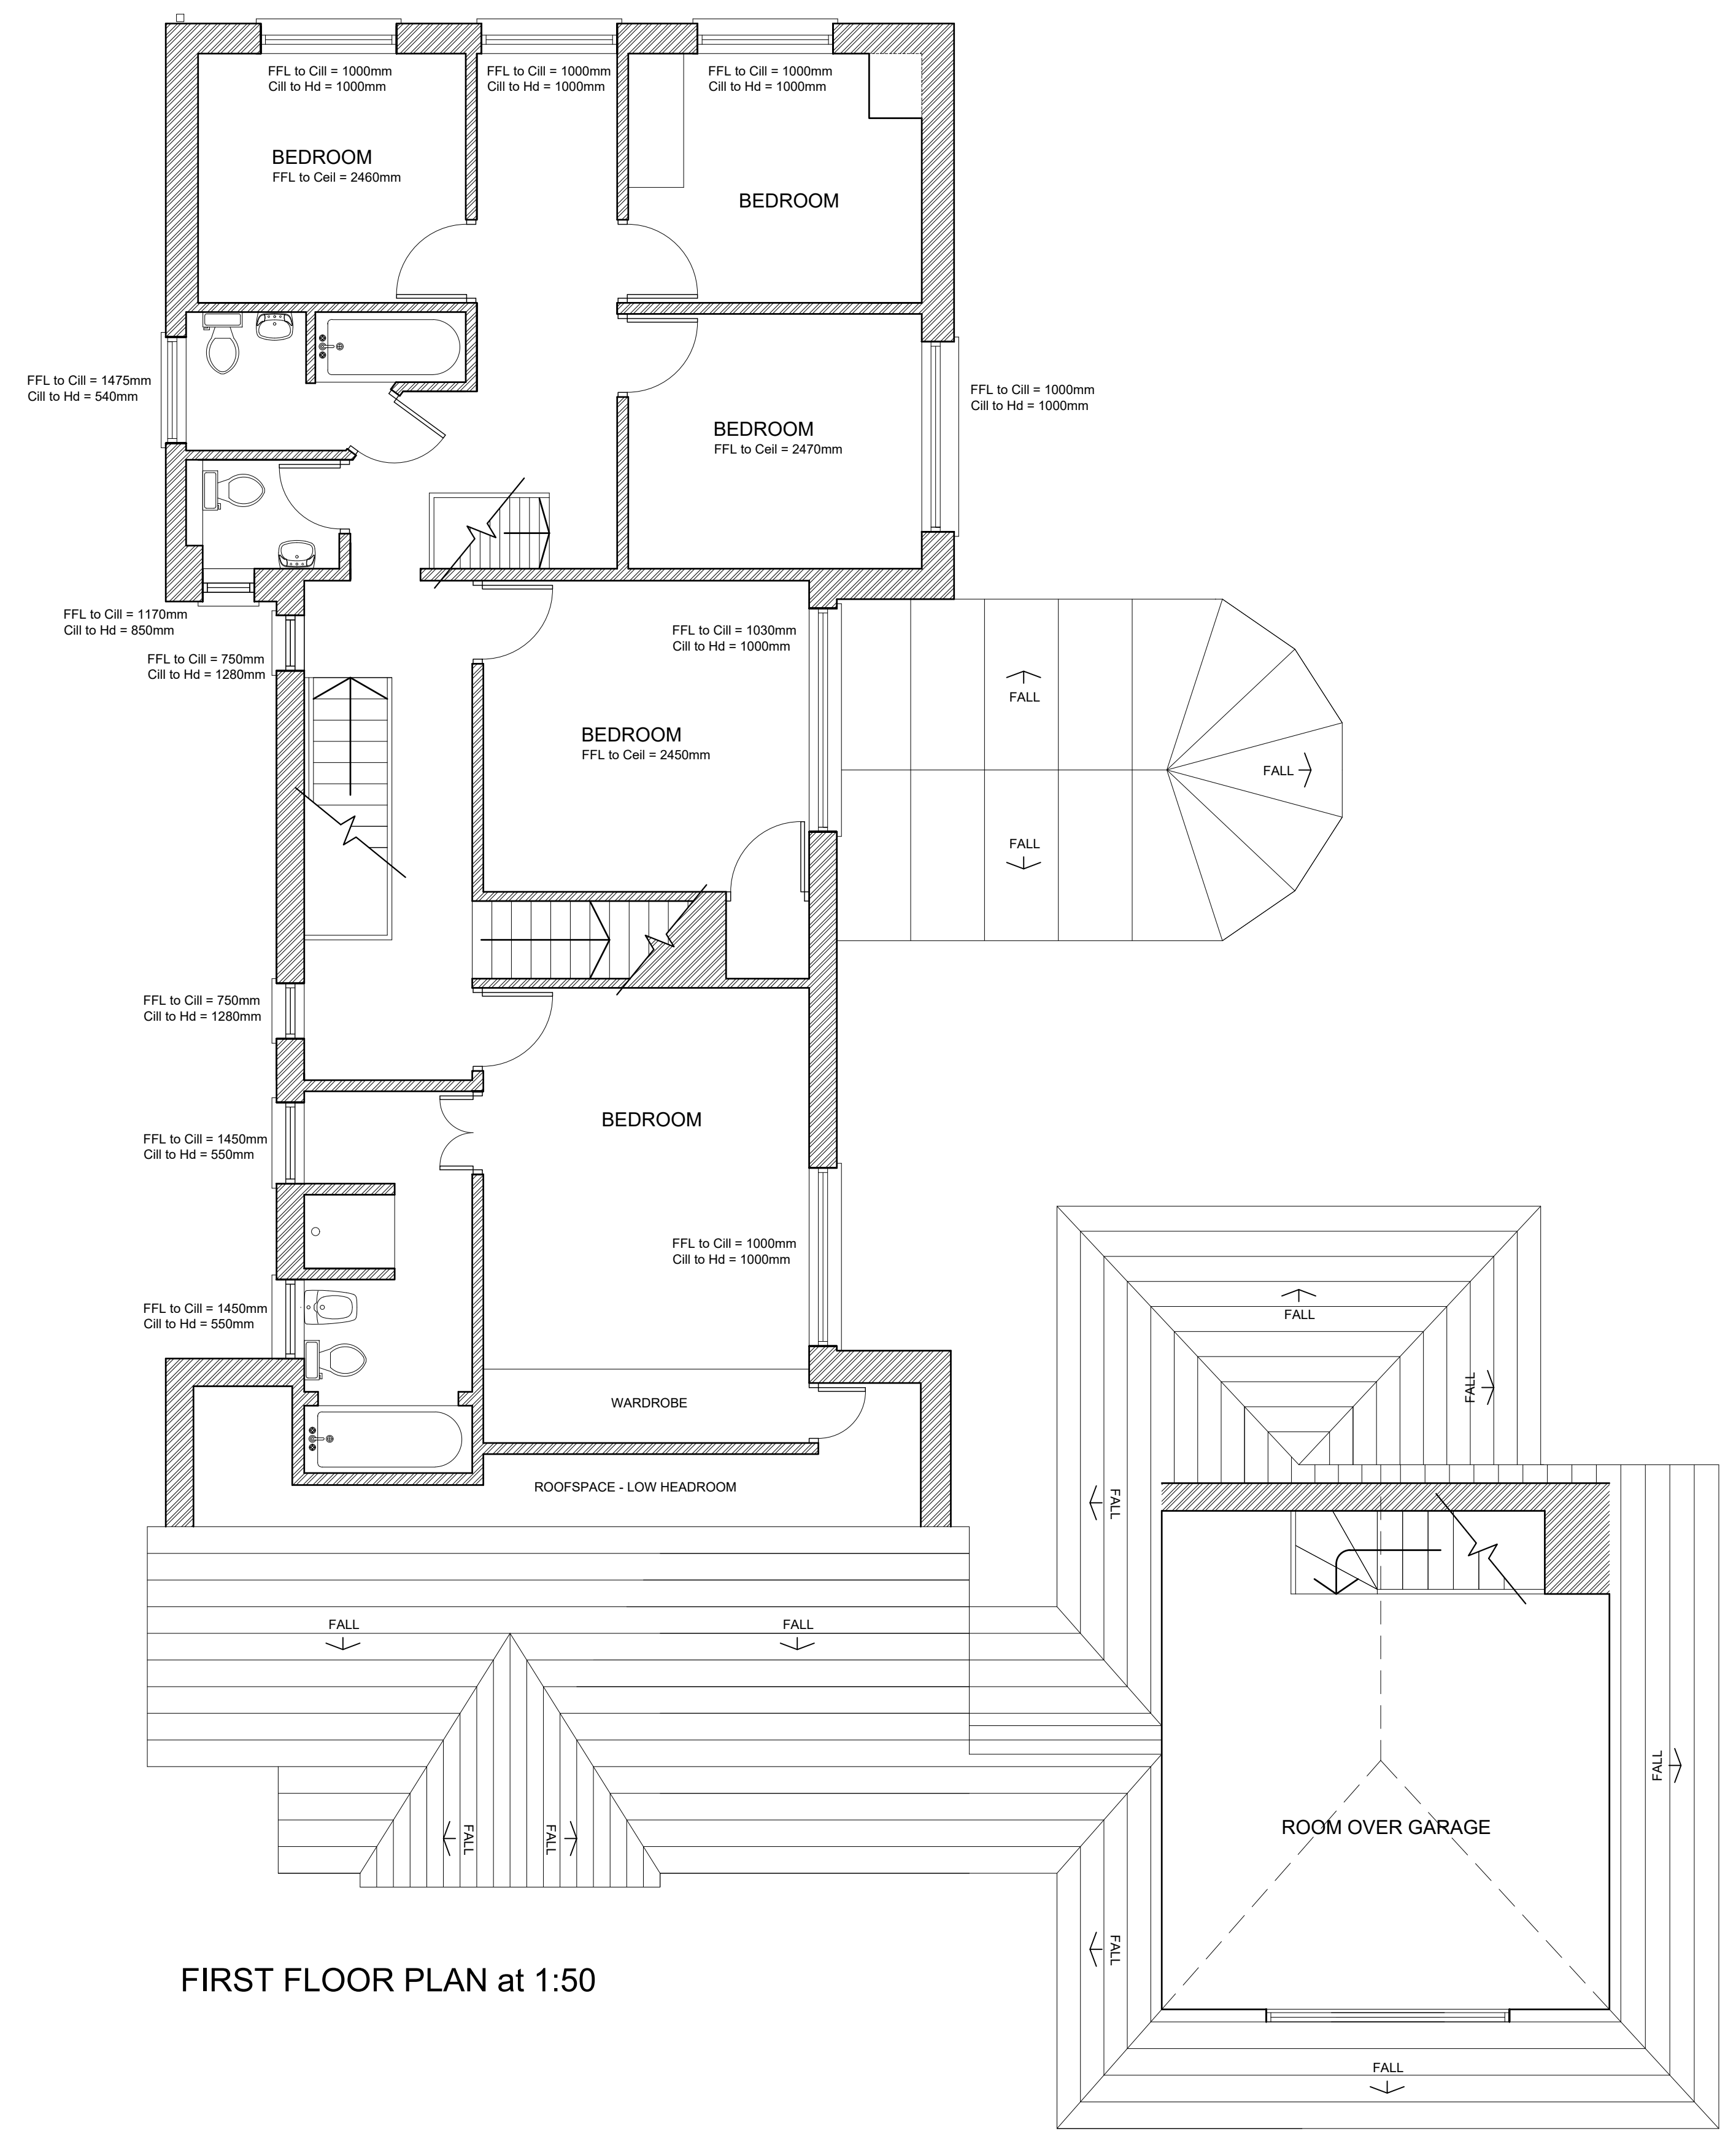 FFL to Cill = 1000mm
Cill to Hd = 1000mm
FFL to Cill = 1000mm
Cill to Hd = 1000mm
FFL to Cill = 1000mm
Cill to Hd = 1000mm
BEDROOM
FFL to Ceil = 2460mm
BEDROOM
FFL to Cill = 1475mm
Cill to Hd = 540mm
FFL to Cill = 1000mm
Cill to Hd = 1000mm
BEDROOM
FFL to Ceil = 2470mm
FFL to Cill = 1170mm
Cill to Hd = 850mm
FFL to Cill = 750mm
Cill to Hd = 1280mm
FFL to Cill = 1030mm
Cill to Hd = 1000mm
FALL
BEDROOM
FFL to Ceil = 2450mm
FALL
FALL
FFL to Cill = 750mm
Cill to Hd = 1280mm
BEDROOM
FFL to Cill = 1450mm
Cill to Hd = 550mm
FFL to Cill = 1000mm
Cill to Hd = 1000mm
FFL to Cill = 1450mm
Cill to Hd = 550mm
FALL
FALL
WARDROBE
ROOFSPACE - LOW HEADROOM
FALL
FALL
FALL
FALL
FALL
FALL
ROOM OVER GARAGE
FALL
FIRST FLOOR PLAN at 1:50
FALL